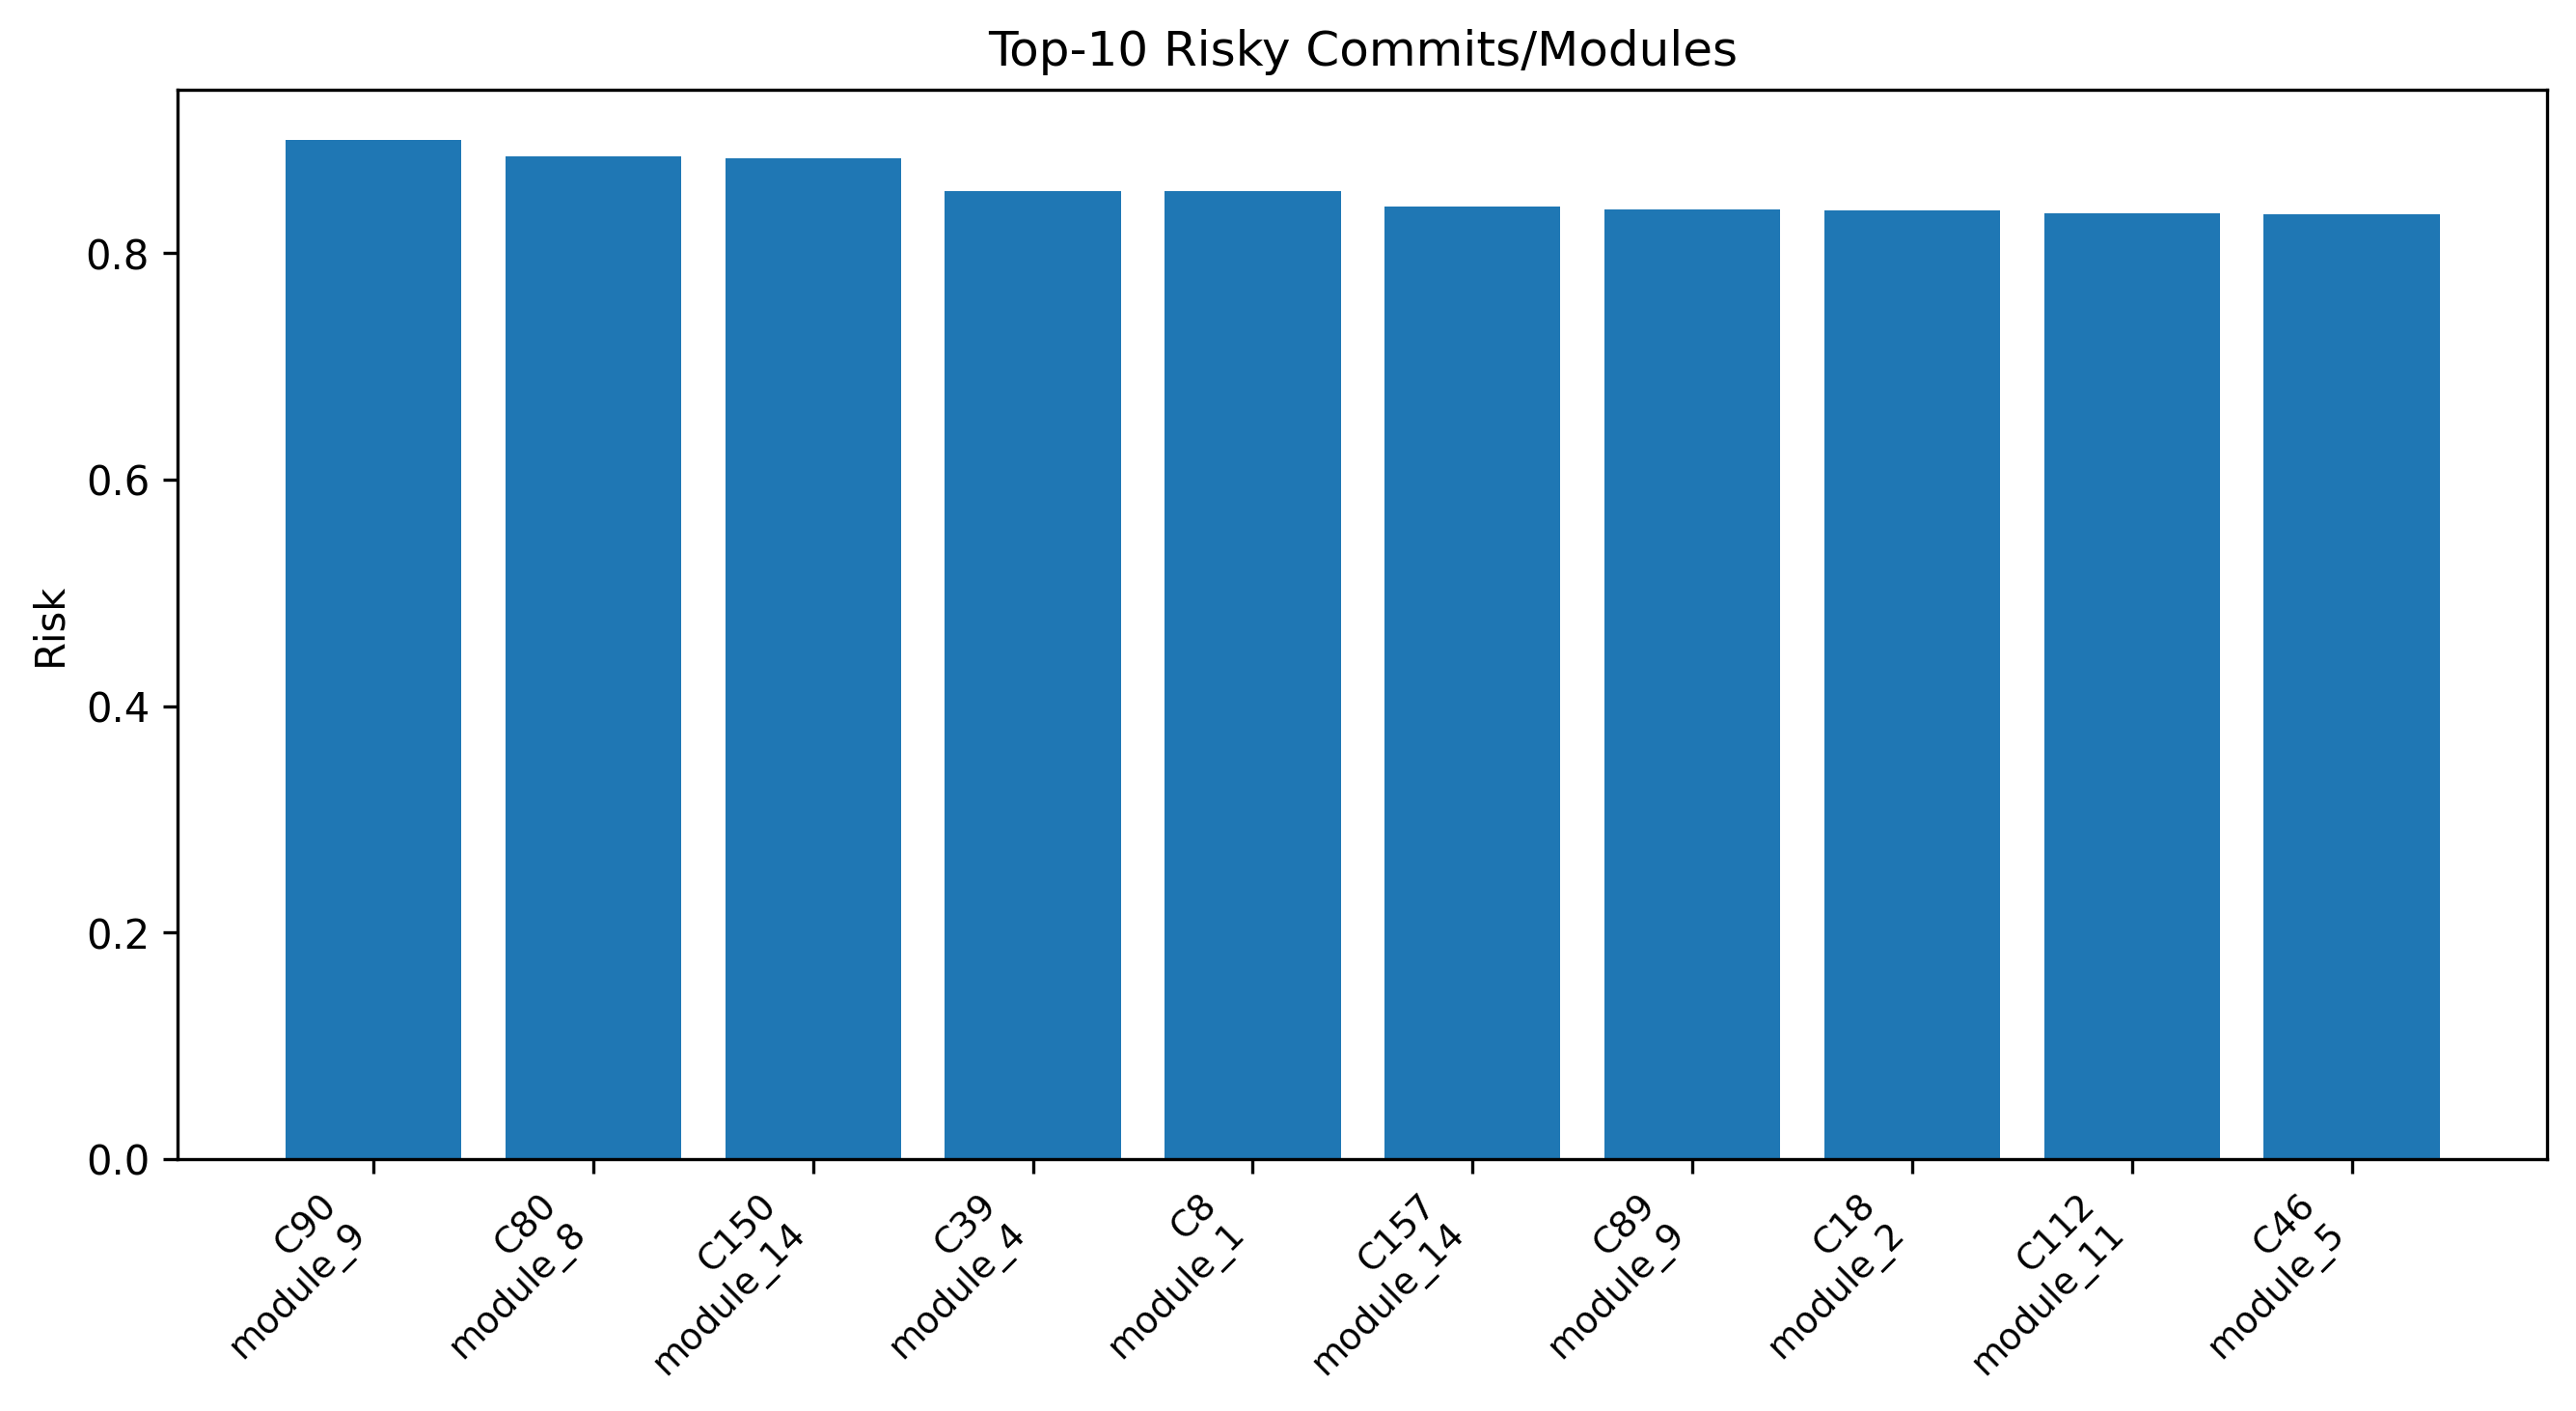 Top-10 Risky Commits/Modules
Risk
0.8
0.6
0.4
0.2
0.0
C90
module_9
C80
module_8
C150
module_14
C39
module_4
C8
module_1
C157
module_14
C89
module_9
C18
module_2
C112
module_11
C46
module_5